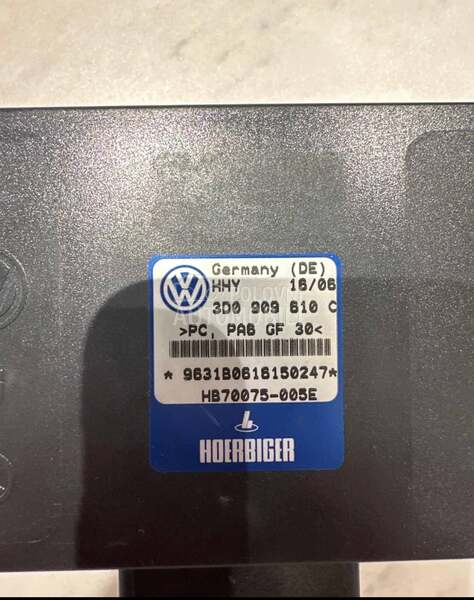 Germany (DE)
HHY 16/06
3D0 909 610 C
>PC, PA6 GF 30<
* 9631B0616150247*
HB70075-005E
HOERBIGER